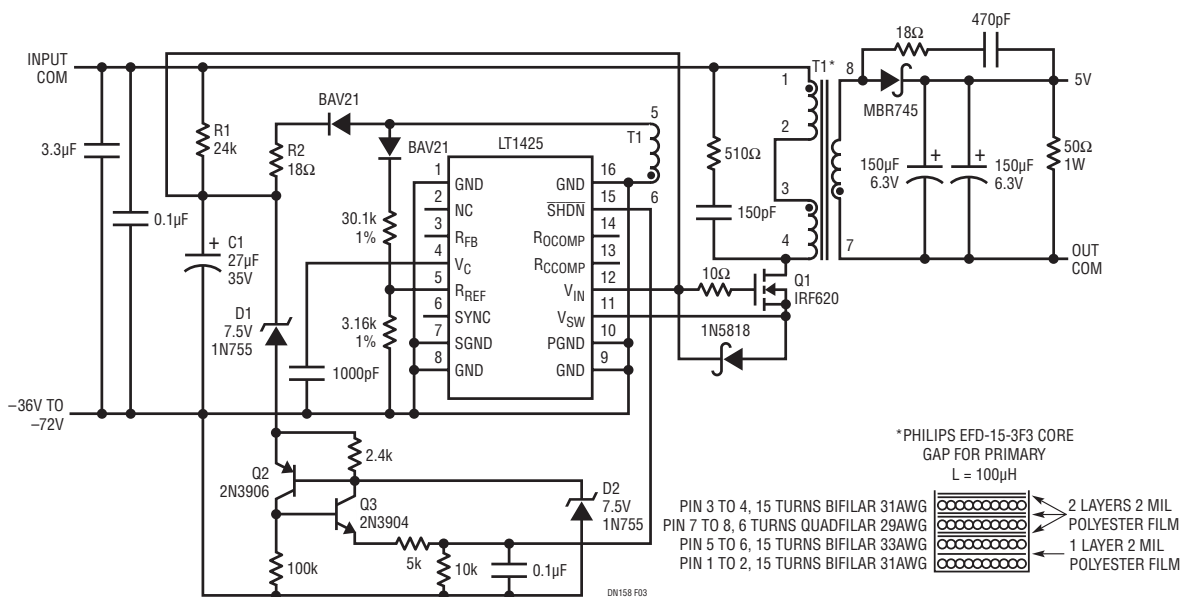 INPUT
COM
3.3µF
0.1µF
R1
24k
R2
18Ω
BAV21
BAV21
C1
27µF
35V
+
D1
7.5V
1N755
30.1k
1%
3.16k
1%
1000pF
–36V TO
–72V
LT1425
1
GND
2
NC
3
RFB
4
VC
5
RREF
6
SYNC
7
SGND
8
GND
16
GND
15
SHDN
14
ROCOMP
13
RCCOMP
12
VIN
11
VSW
10
PGND
9
GND
5
T1
6
510Ω
150pF
T1*
1
2
3
4
8
7
10Ω
Q1
IRF620
1N5818
18Ω
470pF
MBR745
5V
150µF
6.3V
+
150µF
6.3V
+
50Ω
1W
OUT
COM
Q2
2N3906
2.4k
Q3
2N3904
D2
7.5V
1N755
100k
5k
10k
0.1µF
DN158 F03
*PHILIPS EFD-15-3F3 CORE
GAP FOR PRIMARY
L = 100µH
PIN 3 TO 4, 15 TURNS BIFILAR 31AWG
PIN 7 TO 8, 6 TURNS QUADFILAR 29AWG
PIN 5 TO 6, 15 TURNS BIFILAR 33AWG
PIN 1 TO 2, 15 TURNS BIFILAR 31AWG
2 LAYERS 2 MIL
POLYESTER FILM
1 LAYER 2 MIL
POLYESTER FILM